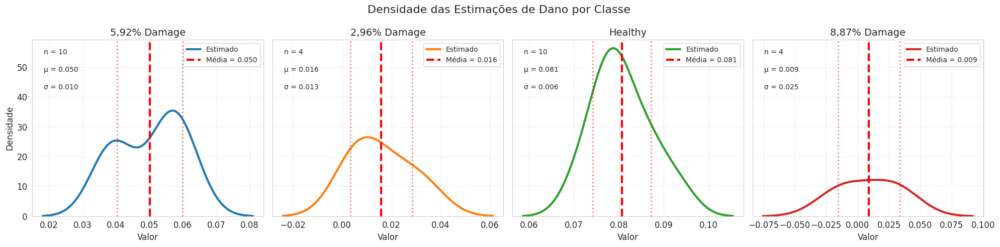 Densidade das Estimações de Dano por Classe
5,92% Damage
n = 10
μ = 0.050
σ = 0.010
Estimado
Média = 0.050
Densidade
50
40
30
20
10
0
0.02 0.03 0.04 0.05 0.06 0.07 0.08
Valor
2,96% Damage
n = 4
μ = 0.016
σ = 0.013
Estimado
Média = 0.016
−0.02 0.00 0.02 0.04 0.06
Valor
Healthy
n = 10
μ = 0.081
σ = 0.006
Estimado
Média = 0.081
0.06 0.07 0.08 0.09 0.10
Valor
8,87% Damage
n = 4
μ = 0.009
σ = 0.025
Estimado
Média = 0.009
−0.075 −0.050 −0.025 0.000 0.025 0.050 0.075 0.100
Valor